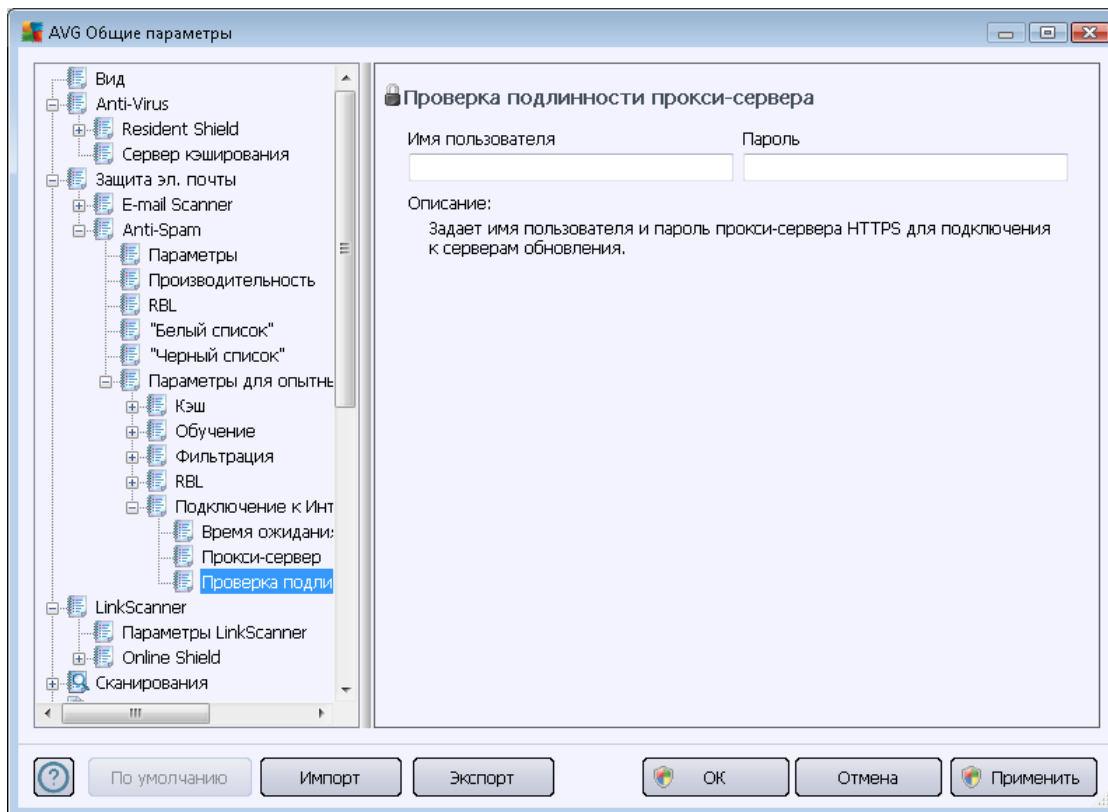 AVG Общие параметры
Вид
Anti-Virus
Resident Shield
Сервер кэширования
Защита эл. почты
E-mail Scanner
Anti-Spam
Параметры
Производительность
RBL
"Белый список"
"Черный список"
Параметры для опытнь
Кэш
Обучение
Фильтрация
RBL
Подключение к Инт
Время ожидани
Прокси-сервер
Проверка подли
LinkScanner
Параметры LinkScanner
Online Shield
Сканирования
Проверка подлинности прокси-сервера
Имя пользователя Пароль
Описание:
Задает имя пользователя и пароль прокси-сервера HTTPS для подключения
к серверам обновления.
По умолчанию Импорт Экспорт ОК Отмена Применить